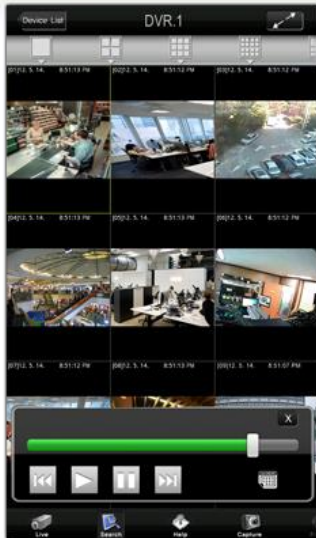 Device List DVR.1
[01]12. 5. 14. 8:51:13 PM [02]12. 5. 14. 8:51:12 PM [03]12. 5. 14. 8:51:12 PM
[04]12. 5. 14. 8:51:13 PM [05]12. 5. 14. 8:51:13 PM [06]12. 5. 14. 8:51:12 PM
[07]12. 5. 14. 8:51:12 PM [08]12. 5. 14. 8:51:13 PM [09]12. 5. 14. 8:51:07 PM
X
Live Search Help Capture